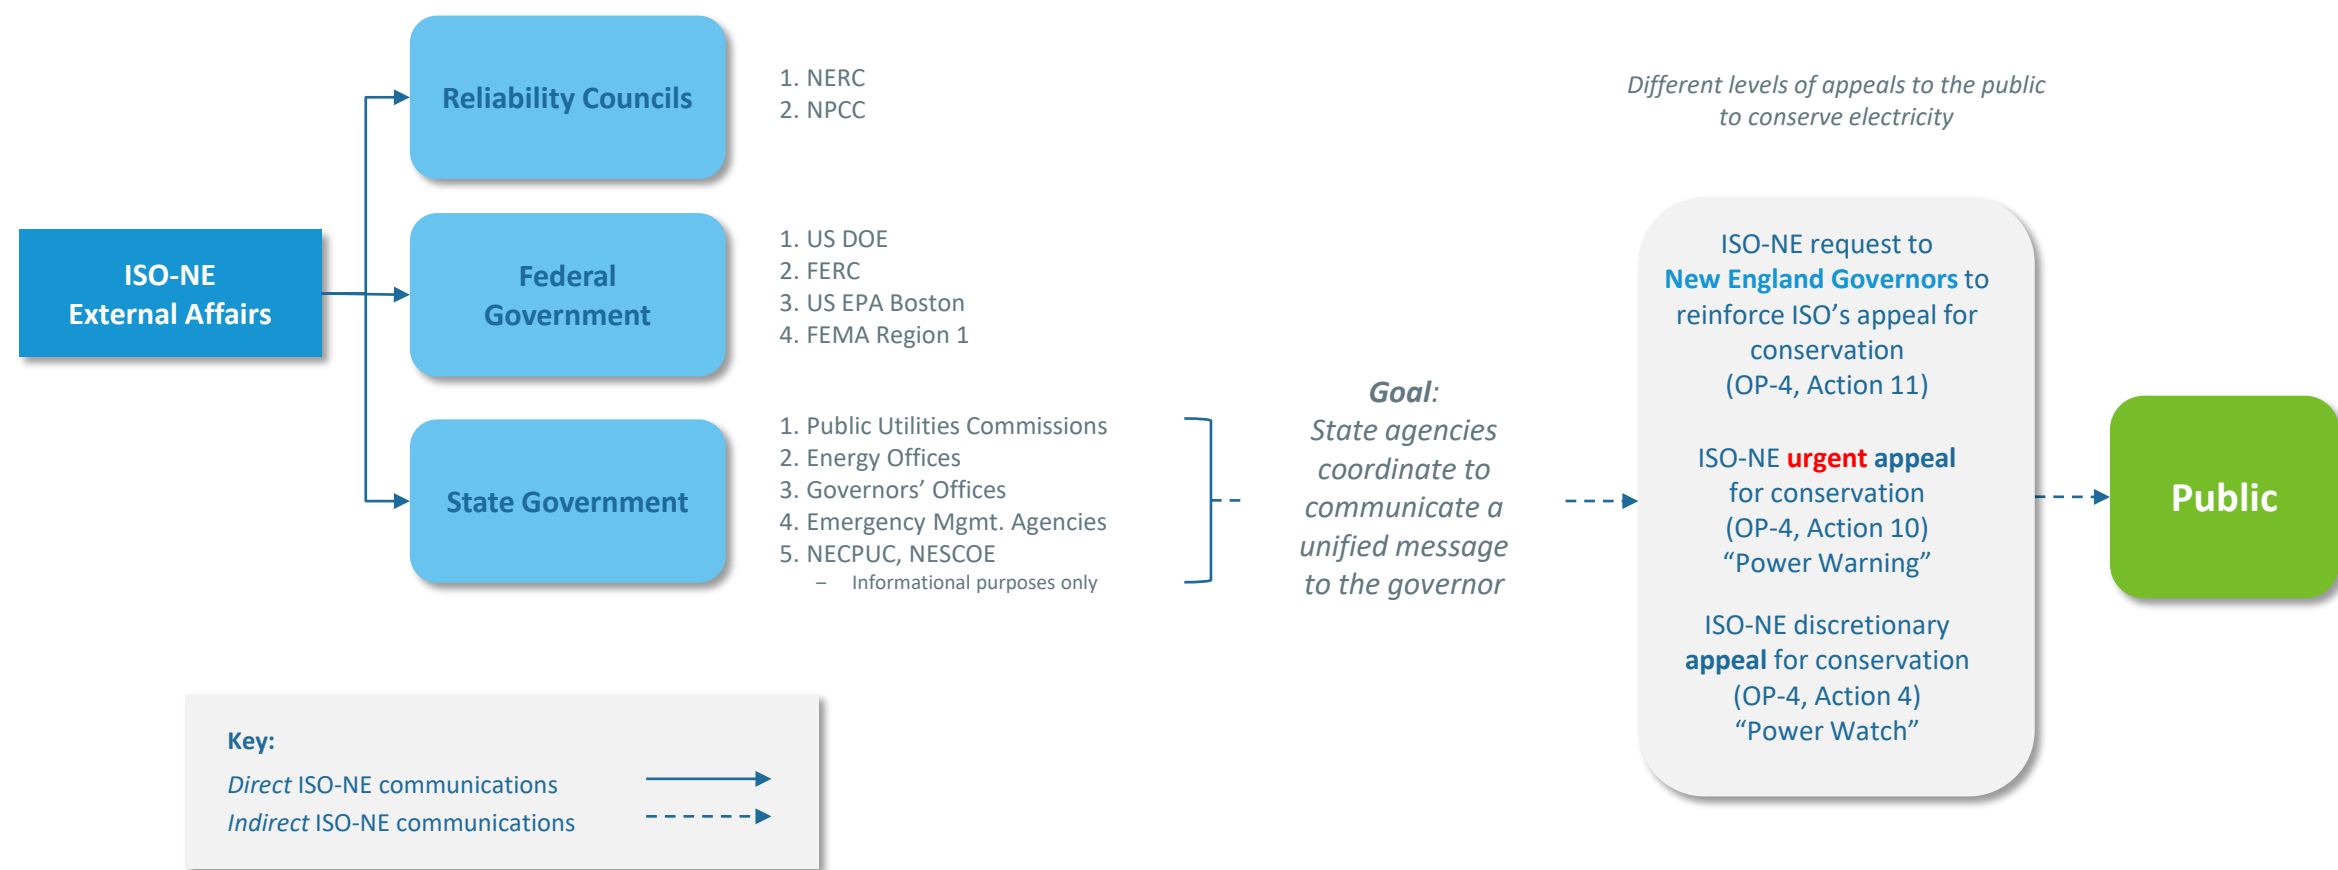 ISO-NE
External Affairs
Reliability Councils
1. NERC
2. NPCC
Federal
Government
1. US DOE
2. FERC
3. US EPA Boston
4. FEMA Region 1
State Government
1. Public Utilities Commissions
2. Energy Offices
3. Governors’ Offices
4. Emergency Mgmt. Agencies
5. NECPUC, NESCOE
– Informational purposes only
Goal:
State agencies
coordinate to
communicate a
unified message
to the governor
Different levels of appeals to the public
to conserve electricity
ISO-NE request to
New England Governors to
reinforce ISO’s appeal for
conservation
(OP-4, Action 11)
ISO-NE urgent appeal
for conservation
(OP-4, Action 10)
“Power Warning”
ISO-NE discretionary
appeal for conservation
(OP-4, Action 4)
“Power Watch”
Public
Key:
Direct ISO-NE communications
Indirect ISO-NE communications